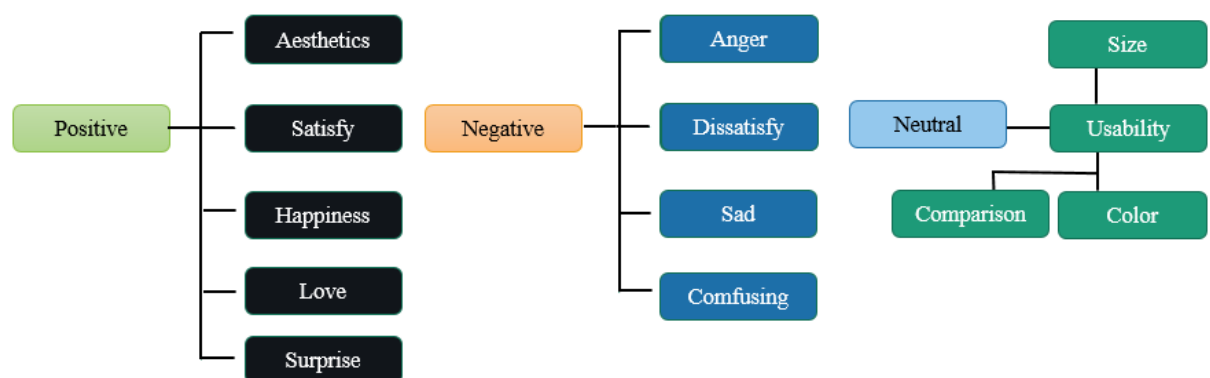 Positive
Aesthetics
Satisfy
Happiness
Love
Surprise
Negative
Anger
Dissatisfy
Sad
Comfusing
Neutral
Size
Usability
Comparison
Color